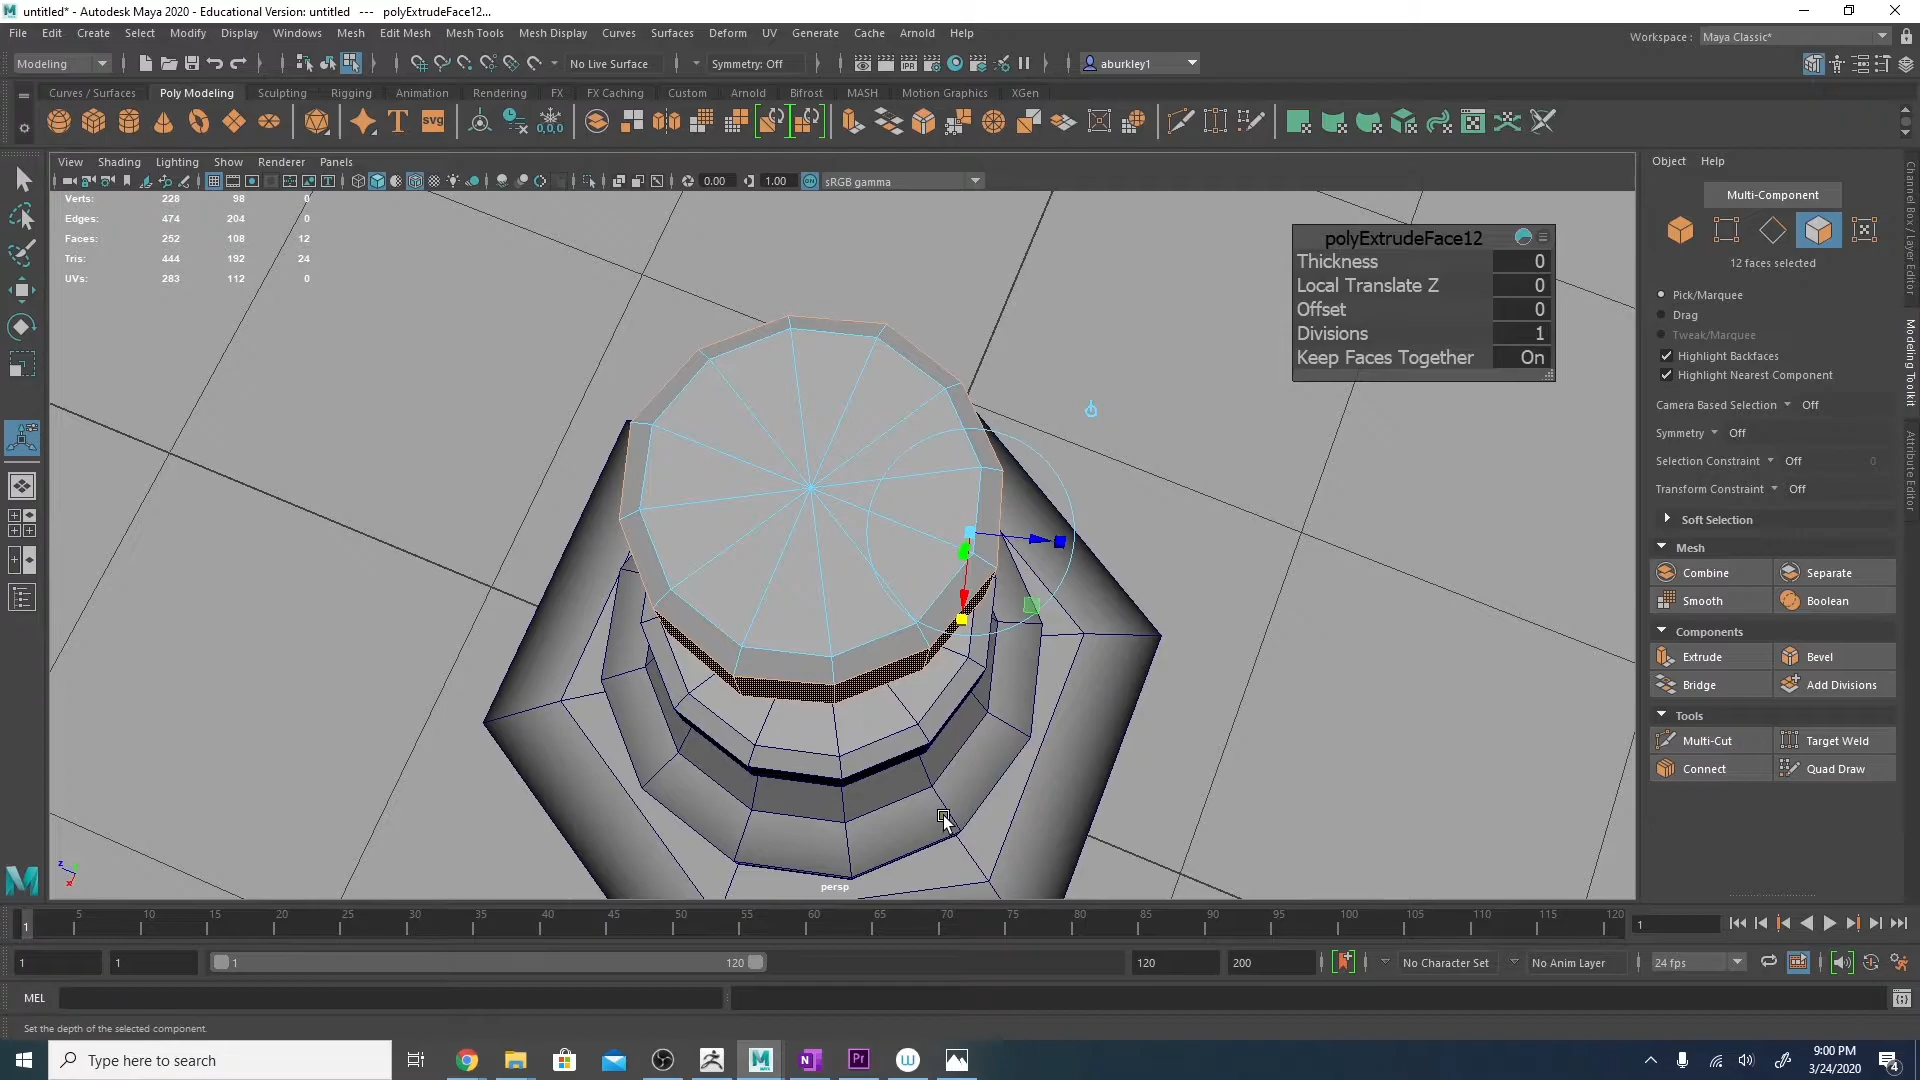 untitled* - Autodesk Maya 2020 - Educational Version: untitled --- polyExtrudeFace12...
File Edit Create Select Modify Display Windows Mesh Edit Mesh Mesh Tools Mesh Display Curves Surfaces Deform UV Generate Cache Arnold Help
Workspace : Maya Classic*
Modeling No Live Surface Symmetry: Off aburkley1
Curves / Surfaces Poly Modeling Sculpting Rigging Animation Rendering FX FX Caching Custom Arnold Bifrost MASH Motion Graphics XGen
View Shading Lighting Show Renderer Panels
0.00 1.00 sRGB gamma
Verts: 228 98 0
Edges: 474 204 0
Faces: 252 108 12
Tris: 444 192 24
UVs: 283 112 0
polyExtrudeFace12
Thickness 0
Local Translate Z 0
Offset 0
Divisions 1
Keep Faces Together On
persp
Object Help
Multi-Component
12 faces selected
Pick/Marquee
Drag
Tweak/Marquee
Highlight Backfaces
Highlight Nearest Component
Camera Based Selection Off
Symmetry Off
Selection Constraint Off 0
Transform Constraint Off
Soft Selection
Mesh
Combine Separate
Smooth Boolean
Components
Extrude Bevel
Bridge Add Divisions
Tools
Multi-Cut Target Weld
Connect Quad Draw
Channel Box / Layer Editor
Modeling Toolkit
Attribute Editor
1 5 10 15 20 25 30 35 40 45 50 55 60 65 70 75 80 85 90 95 100 105 110 115 120 1
1 1 1 120 120 200 No Character Set No Anim Layer 24 fps
MEL
Set the depth of the selected component.
Type here to search
9:00 PM
3/24/2020
4